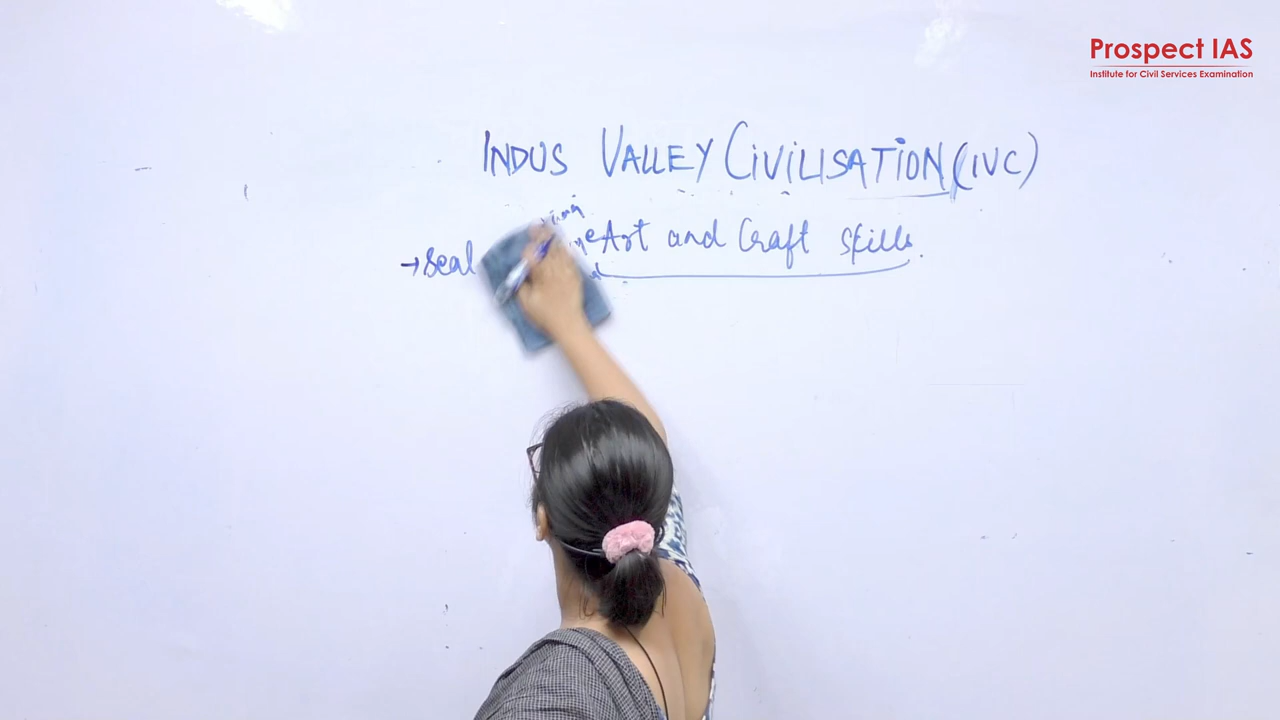 Prospect IAS
Institute for Civil Services Examination
INDUS VALLEY CIVILISATION (IVC)
Art and Craft skills.
→ seal